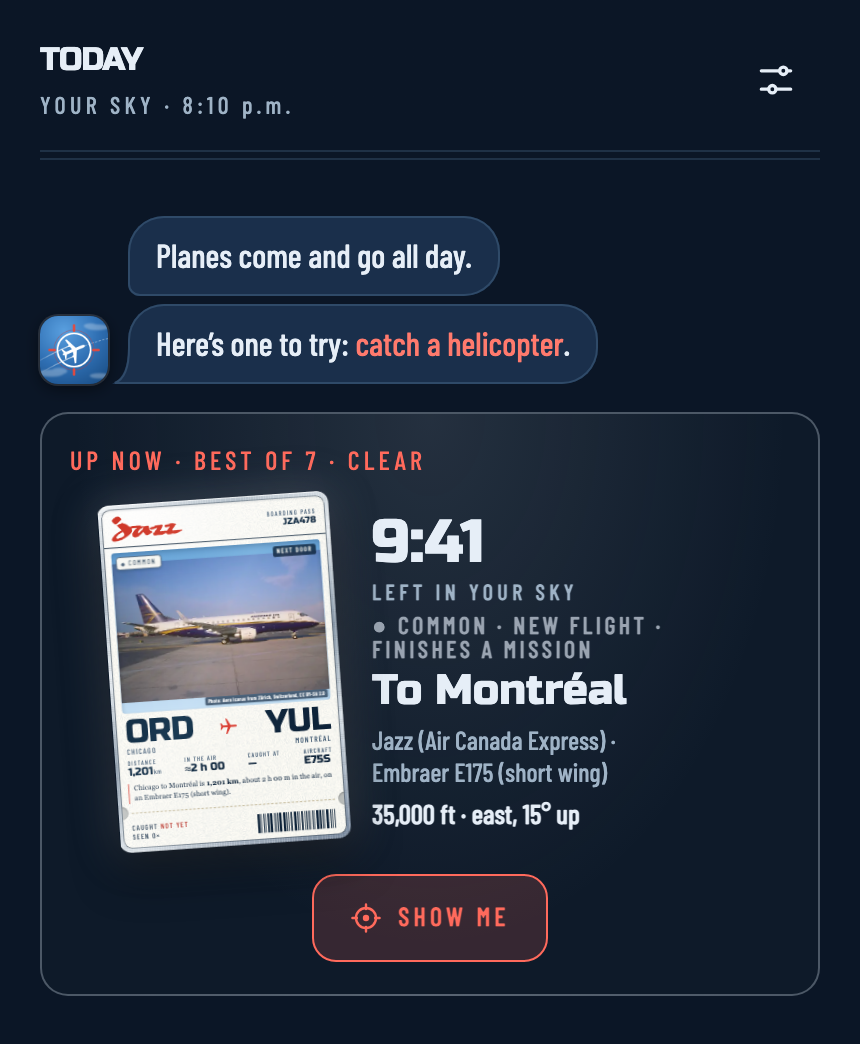 TODAY
YOUR SKY · 8:10 p.m.
Planes come and go all day.
Here's one to try: catch a helicopter.
UP NOW · BEST OF 7 · CLEAR
Jazz
BOARDING PASS
JZA478
COMMON
NEXT DOOR
ORD
YUL
CHICAGO
MONTRÉAL
DISTANCE
IN THE AIR
CAUGHT AT
AIRCRAFT
1,201km
≈2 h 00
—
E75S
Chicago to Montréal is 1,201 km, about 2 h 00 m in the air, on
an Embraer E175 (short wing).
CAUGHT NOT YET
SEEN 0×
9:41
LEFT IN YOUR SKY
COMMON · NEW FLIGHT ·
FINISHES A MISSION
To Montréal
Jazz (Air Canada Express) ·
Embraer E175 (short wing)
35,000 ft · east, 15° up
SHOW ME